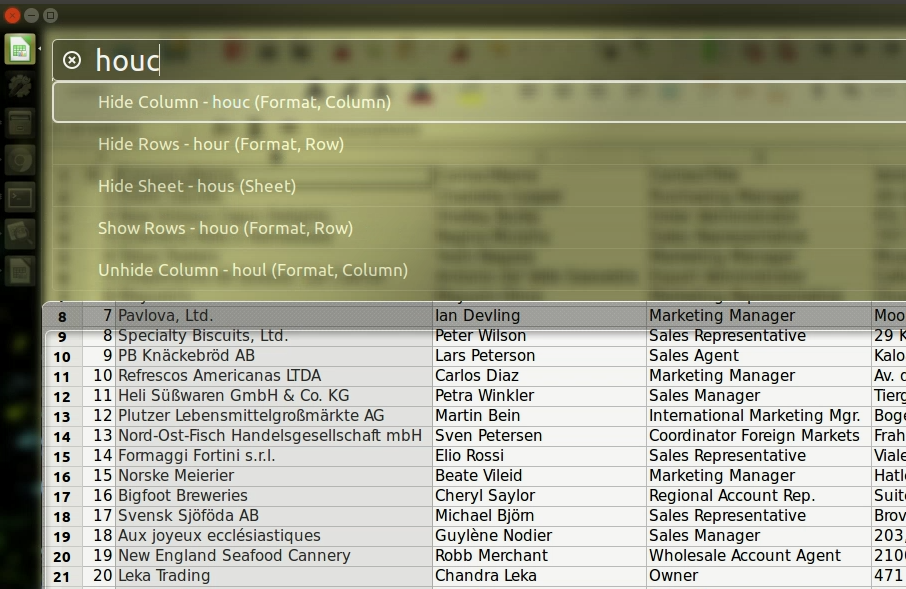 houc
Hide Column - houc (Format, Column)
Hide Rows - hour (Format, Row)
Hide Sheet - hous (Sheet)
Show Rows - houo (Format, Row)
Unhide Column - houl (Format, Column)
8 7 Pavlova, Ltd. Ian Devling Marketing Manager Moo
9 8 Specialty Biscuits, Ltd. Peter Wilson Sales Representative 29 K
10 9 PB Knäckebröd AB Lars Peterson Sales Agent Kalo
11 10 Refrescos Americanas LTDA Carlos Diaz Marketing Manager Av. d
12 11 Heli Süßwaren GmbH & Co. KG Petra Winkler Sales Manager Tierg
13 12 Plutzer Lebensmittelgroßmärkte AG Martin Bein International Marketing Mgr. Boge
14 13 Nord-Ost-Fisch Handelsgesellschaft mbH Sven Petersen Coordinator Foreign Markets Frah
15 14 Formaggi Fortini s.r.l. Elio Rossi Sales Representative Viale
16 15 Norske Meierier Beate Vileid Marketing Manager Hatl
17 16 Bigfoot Breweries Cheryl Saylor Regional Account Rep. Suit
18 17 Svensk Sjöföda AB Michael Björn Sales Representative Brov
19 18 Aux joyeux ecclésiastiques Guylène Nodier Sales Manager 203,
20 19 New England Seafood Cannery Robb Merchant Wholesale Account Agent 210
21 20 Leka Trading Chandra Leka Owner 471